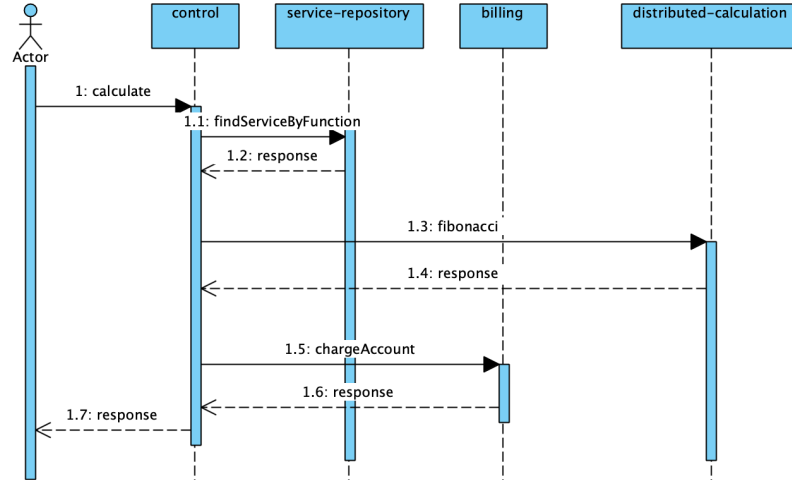 control
service-repository
billing
distributed-calculation
Actor
1: calculate
1.1: findServiceByFunction
1.2: response
1.3: fibonacci
1.4: response
1.5: chargeAccount
1.6: response
1.7: response